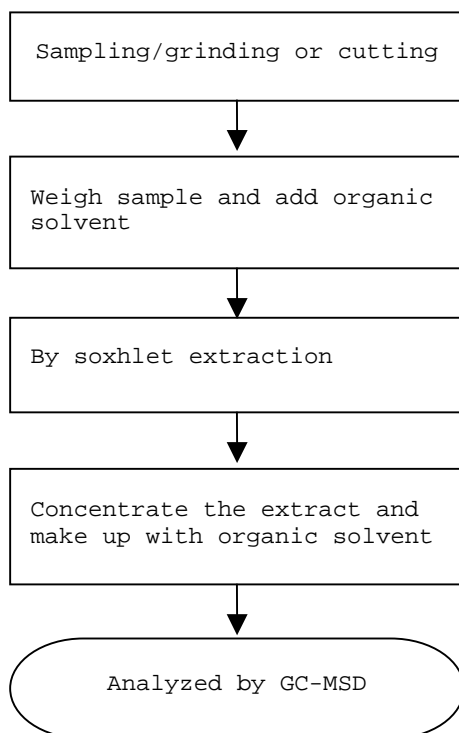 Sampling/grinding or cutting
Weigh sample and add organic
solvent
By soxhlet extraction
Concentrate the extract and
make up with organic solvent
Analyzed by GC-MSD